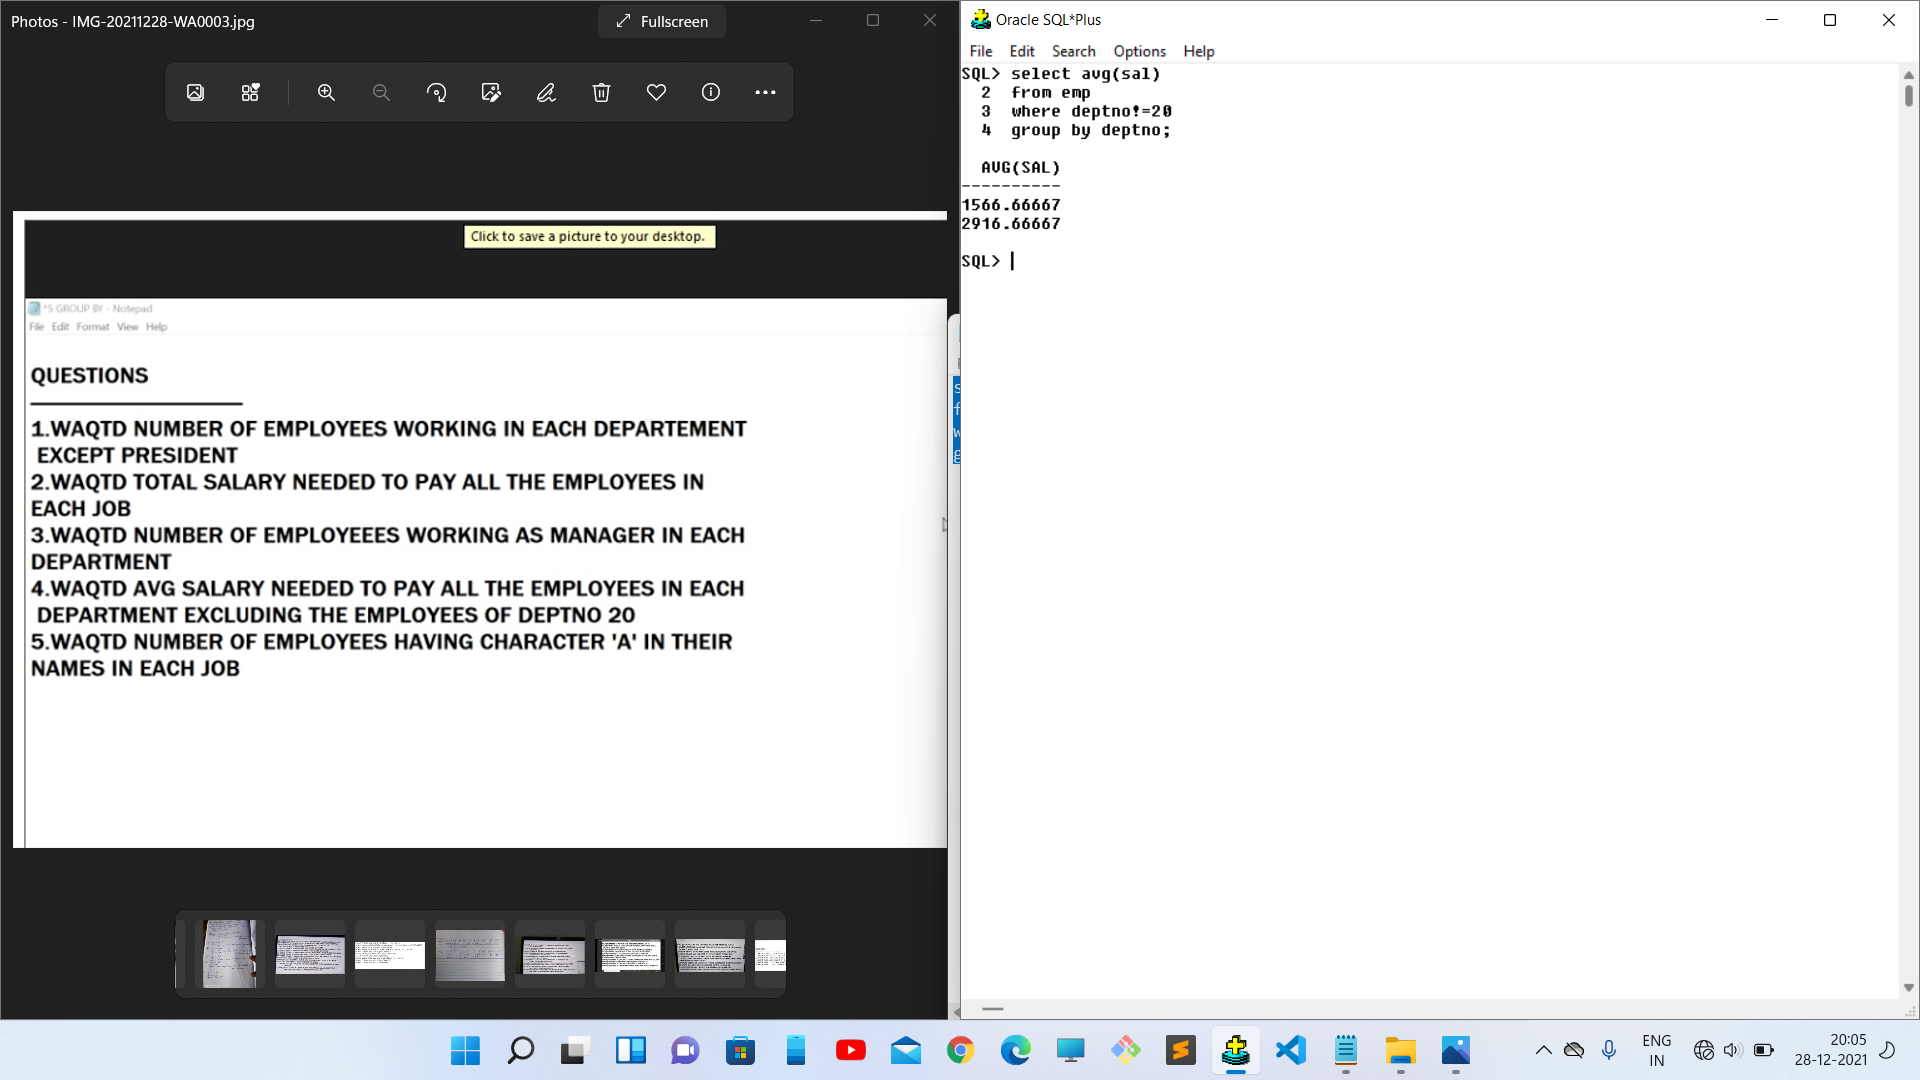 Photos - IMG-20211228-WA0003.jpg
Fullscreen
Click to save a picture to your desktop.
*S GROUP BY - Notepad
File Edit Format View Help
QUESTIONS
1.WAQTD NUMBER OF EMPLOYEES WORKING IN EACH DEPARTEMENT
EXCEPT PRESIDENT
2.WAQTD TOTAL SALARY NEEDED TO PAY ALL THE EMPLOYEES IN
EACH JOB
3.WAQTD NUMBER OF EMPLOYEEES WORKING AS MANAGER IN EACH
DEPARTMENT
4.WAQTD AVG SALARY NEEDED TO PAY ALL THE EMPLOYEES IN EACH
DEPARTMENT EXCLUDING THE EMPLOYEES OF DEPTNO 20
5.WAQTD NUMBER OF EMPLOYEES HAVING CHARACTER 'A' IN THEIR
NAMES IN EACH JOB
Oracle SQL*Plus
File Edit Search Options Help
SQL> select avg(sal)
2 from emp
3 where deptno!=20
4 group by deptno;
AVG(SAL)
----------
1566.66667
2916.66667
SQL>
ENG
IN
20:05
28-12-2021